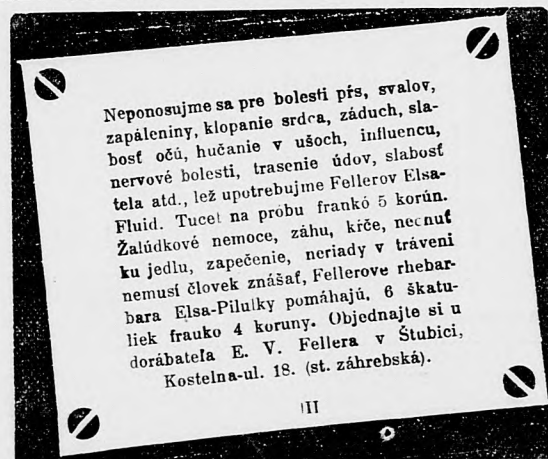 Neponosujme sa pre bolesti pŕs, svalov,
zapáleniny, klopanie srdca, záduch, sla-
bosť očú, hučanie v ušoch, influencu,
nervové bolesti, trasenie údov, slabosť
tela atd., lež upotrebujme Fellerov Elsa-
Fluid. Tucet na próbu frankó 5 korún.
Žalúdkové nemoce, záhu, kŕče, nechuť
ku jedlu, zapečenie, neriady v trávení
nemusí človek znášať, Fellerove rhebar-
bara Elsa-Pilulky pomáhajú. 6 škatu-
liek frauko 4 koruny. Objednajte si u
dorábateľa E. V. Fellera v Štubici,
Kostelna-ul. 18. (st. záhrebská).
III